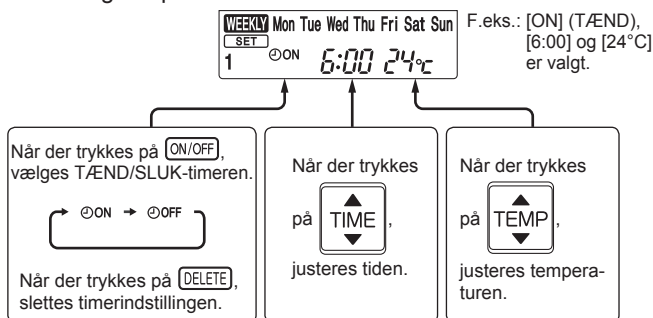 WEEKLY Mon Tue Wed Thu Fri Sat Sun
SET
1 ON 6:00 24°C
F.eks.: [ON] (TÆND),
[6:00] og [24°C]
er valgt.
Når der trykkes på ON/OFF,
vælges TÆND/SLUK-timeren.
ON → OFF
Når der trykkes på DELETE,
slettes timerindstillingen.
Når der trykkes
på TIME,
justeres tiden.
Når der trykkes
på TEMP,
justeres tempera-
turen.